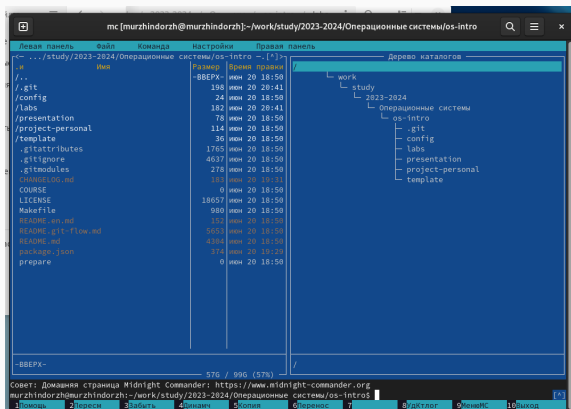 mc [murzhindorzh@murzhindorzh]:~/work/study/2023-2024/Операционные системы/os-intro
Левая панель Файл Команда Настройки Правая панель
<— .../study/2023-2024/Операционные системы/os-intro —.[^]>
.и Имя Размер Время правки
/.. -ВВЕРХ- июн 20 18:50
/.git 198 июн 20 20:41
/config 24 июн 20 18:50
/labs 182 июн 20 20:41
/presentation 78 июн 20 18:50
/project-personal 114 июн 20 18:50
/template 36 июн 20 18:50
.gitattributes 1765 июн 20 18:50
.gitignore 4637 июн 20 18:50
.gitmodules 278 июн 20 18:50
CHANGELOG.md 183 июн 20 19:31
COURSE 0 июн 20 18:50
LICENSE 18657 июн 20 18:50
Makefile 980 июн 20 18:50
README.en.md 152 июн 20 18:50
README.git-flow.md 5653 июн 20 18:50
README.md 4304 июн 20 18:50
package.json 374 июн 20 19:29
prepare 0 июн 20 18:50
-ВВЕРХ-
57G / 99G (57%)
Дерево каталогов
/
work
study
2023-2024
Операционные системы
os-intro
.git
config
labs
presentation
project-personal
template
/
Совет: Домашняя страница Midnight Commander: https://www.midnight-commander.org
murzhindorzh@murzhindorzh:~/work/study/2023-2024/Операционные системы/os-intro$ [^]
1Помощь 2Пересм 3Забыть 4Динамч 5Копия 6Перенос 7 8УдКтлог 9МенюMC 10Выход